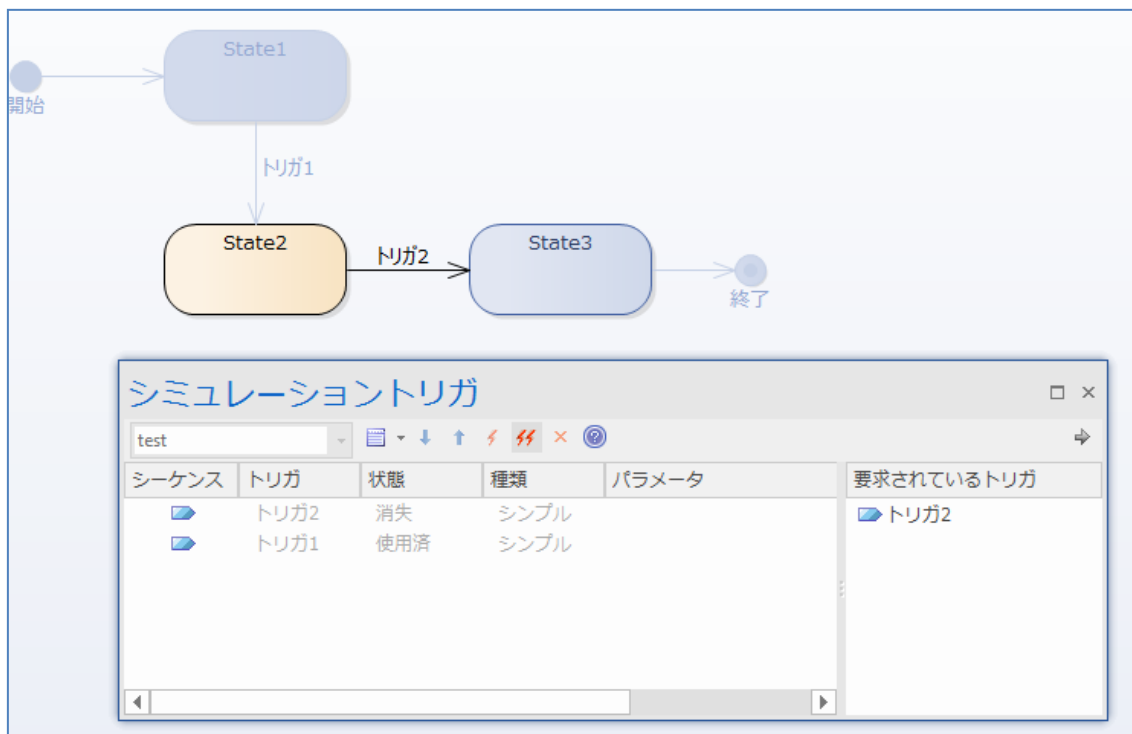 State1
開始
トリガ1
State2
トリガ2
State3
終了
シミュレーショントリガ
test
シーケンス トリガ 状態 種類 パラメータ 要求されているトリガ
トリガ2 消失 シンプル トリガ2
トリガ1 使用済 シンプル